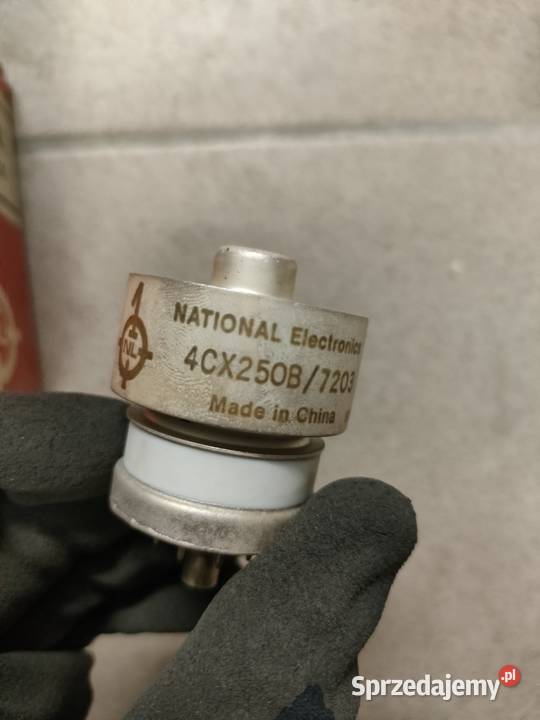 NATIONAL Electronics
NL
4CX250B/7203
Made in China
Sprzedajemy.pl